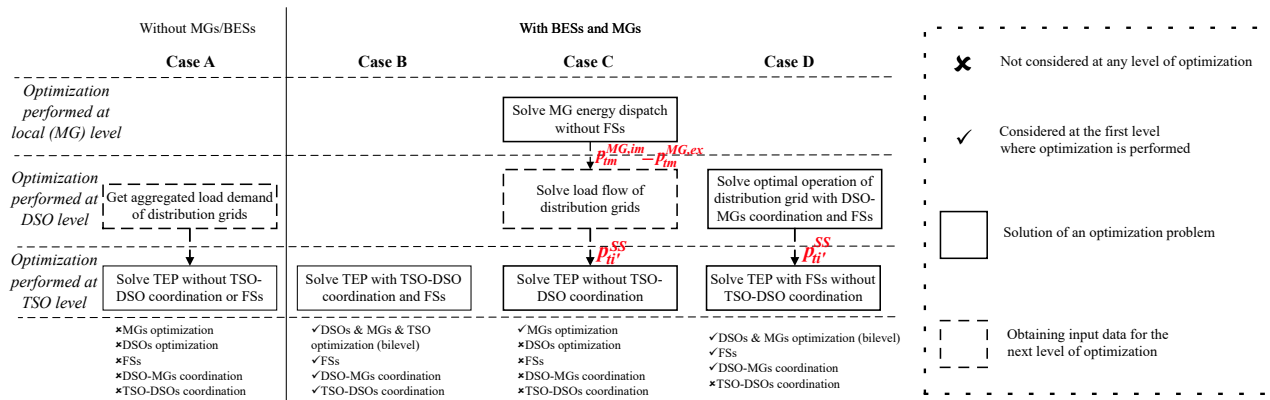 Without MGs/BESs
With BESs and MGs
Case A
Case B
Case C
Case D
Optimization
performed at
local (MG) level
Solve MG energy dispatch
without FSs
p_{tm}^{MG,im} − p_{tm}^{MG,ex}
Optimization
performed at
DSO level
Get aggregated load demand
of distribution grids
Solve load flow of
distribution grids
Solve optimal operation of
distribution grid with DSO-
MGs coordination and FSs
p_{ti'}^{SS}
p_{ti'}^{SS}
Optimization
performed at
TSO level
Solve TEP without TSO-
DSO coordination or FSs
Solve TEP with TSO-DSO
coordination and FSs
Solve TEP without TSO-
DSO coordination
Solve TEP with FSs without
TSO-DSO coordination
✘MGs optimization
✘DSOs optimization
✘FSs
✘DSO-MGs coordination
✘TSO-DSOs coordination
✓DSOs & MGs & TSO
optimization (bilevel)
✓FSs
✓DSO-MGs coordination
✓TSO-DSOs coordination
✓MGs optimization
✘DSOs optimization
✘FSs
✘DSO-MGs coordination
✘TSO-DSOs coordination
✓DSOs & MGs optimization (bilevel)
✓FSs
✓DSO-MGs coordination
✘TSO-DSOs coordination
✘ Not considered at any level of optimization
✓ Considered at the first level
where optimization is performed
Solution of an optimization problem
Obtaining input data for the
next level of optimization